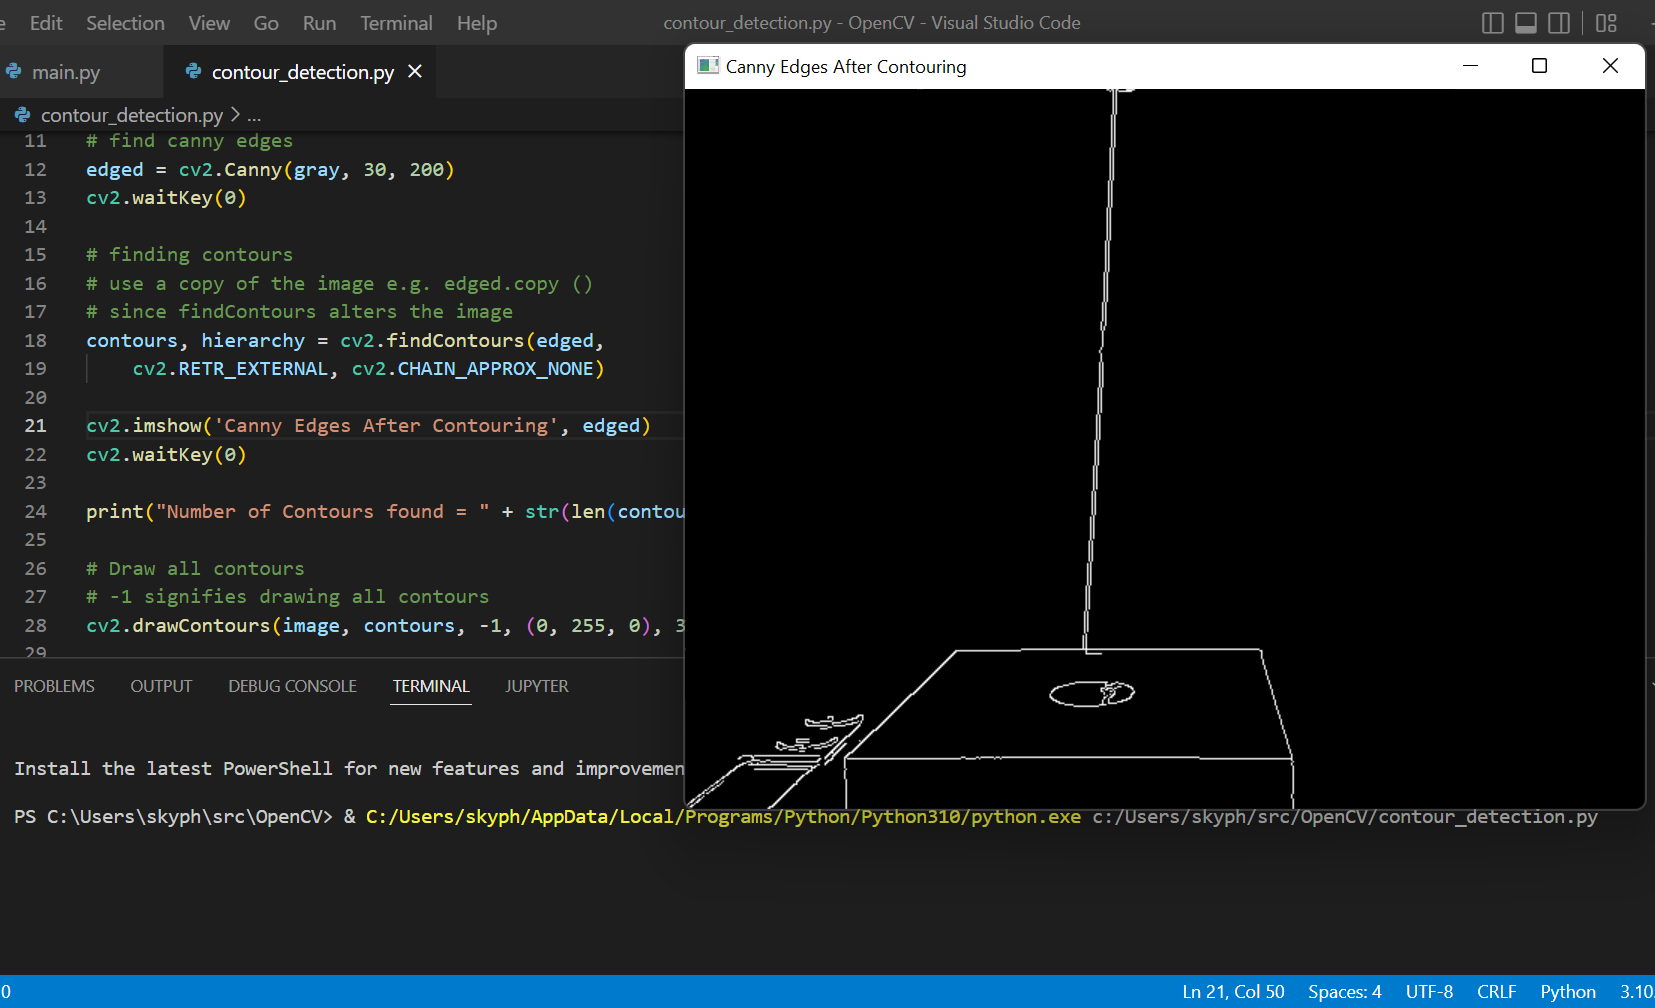 Edit Selection View Go Run Terminal Help contour_detection.py - OpenCV - Visual Studio Code
main.py contour_detection.py
contour_detection.py > ...
Canny Edges After Contouring
11 # find canny edges
12 edged = cv2.Canny(gray, 30, 200)
13 cv2.waitKey(0)
14
15 # finding contours
16 # use a copy of the image e.g. edged.copy ()
17 # since findContours alters the image
18 contours, hierarchy = cv2.findContours(edged,
19 cv2.RETR_EXTERNAL, cv2.CHAIN_APPROX_NONE)
20
21 cv2.imshow('Canny Edges After Contouring', edged)
22 cv2.waitKey(0)
23
24 print("Number of Contours found = " + str(len(contou
25
26 # Draw all contours
27 # -1 signifies drawing all contours
28 cv2.drawContours(image, contours, -1, (0, 255, 0), 3
29
PROBLEMS OUTPUT DEBUG CONSOLE TERMINAL JUPYTER
Install the latest PowerShell for new features and improvemen
PS C:\Users\skyph\src\OpenCV> & C:/Users/skyph/AppData/Local/Programs/Python/Python310/python.exe c:/Users/skyph/src/OpenCV/contour_detection.py
0 Ln 21, Col 50 Spaces: 4 UTF-8 CRLF Python 3.10.